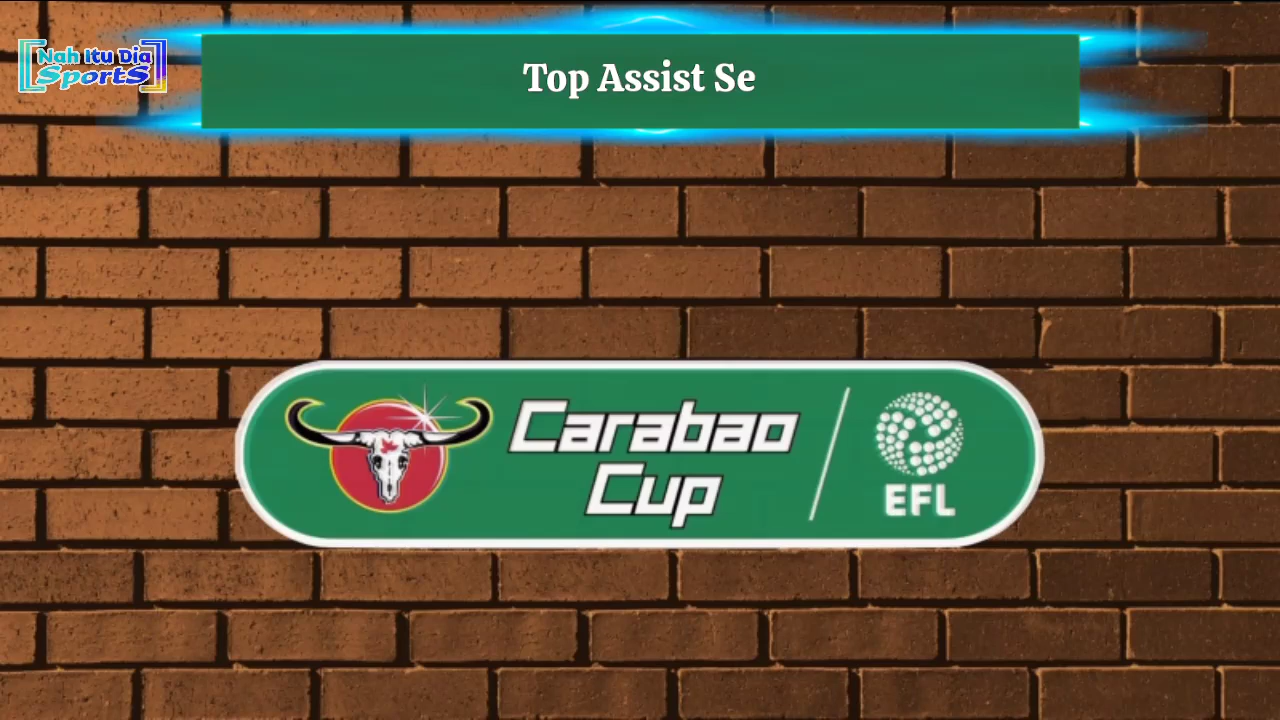 Nah Itu Dia
Sports
Top Assist Se
Carabao
Cup
EFL